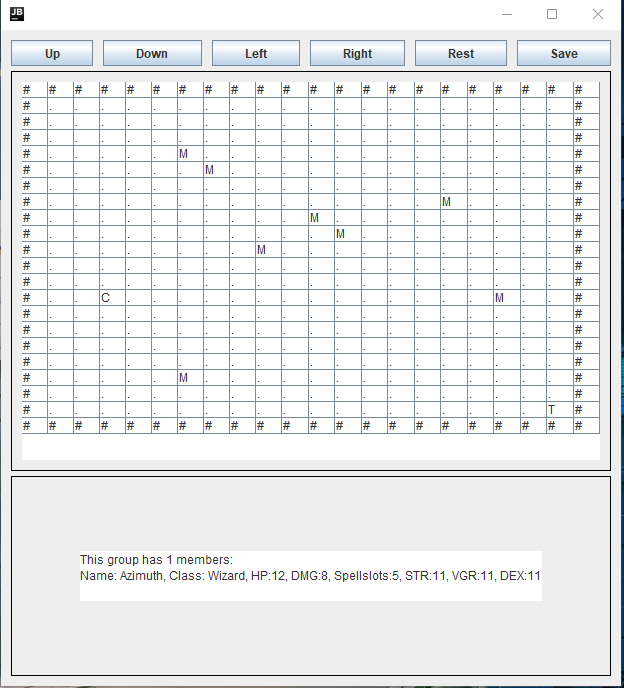 JB
Up Down Left Right Rest Save
# # # # # # # # # # # # # # # # # # # # # #
# . . . . . . . . . . . . . . . . . . . . #
# . . . . . . . . . . . . . . . . . . . . #
# . . . . . . . . . . . . . . . . . . . . #
# . . . . . M . . . . . . . . . . . . . . #
# . . . . . . M . . . . . . . . . . . . . #
# . . . . . . . . . . . . . . . . . . . . #
# . . . . . . . . . . . . . . . M . . . . #
# . . . . . . . . . . M . . . . . . . . . #
# . . . . . . . . . . . M . . . . . . . . #
# . . . . . . . . M . . . . . . . . . . . #
# . . . . . . . . . . . . . . . . . . . . #
# . . . . . . . . . . . . . . . . . . . . #
# . . C . . . . . . . . . . . . . . M . . #
# . . . . . . . . . . . . . . . . . . . . #
# . . . . . . . . . . . . . . . . . . . . #
# . . . . . . . . . . . . . . . . . . . . #
# . . . . . . . . . . . . . . . . . . . . #
# . . . . . M . . . . . . . . . . . . . . #
# . . . . . . . . . . . . . . . . . . . . #
# . . . . . . . . . . . . . . . . . . . T #
# # # # # # # # # # # # # # # # # # # # # #
This group has 1 members:
Name: Azimuth, Class: Wizard, HP:12, DMG:8, Spellslots:5, STR:11, VGR:11, DEX:11